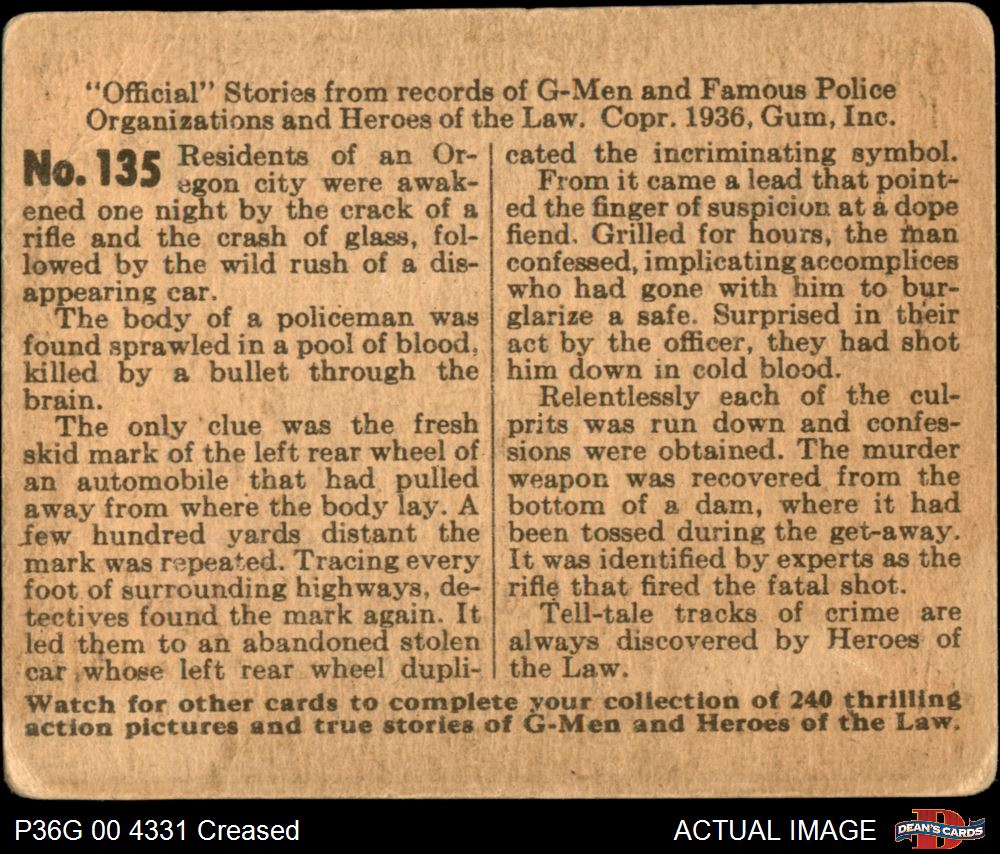 "Official" Stories from records of G-Men and Famous Police
Organizations and Heroes of the Law. Copr. 1936, Gum, Inc.
No. 135 Residents of an Or-
egon city were awak-
ened one night by the crack of a
rifle and the crash of glass, fol-
lowed by the wild rush of a dis-
appearing car.
The body of a policeman was
found sprawled in a pool of blood,
killed by a bullet through the
brain.
The only clue was the fresh
skid mark of the left rear wheel of
an automobile that had pulled
away from where the body lay. A
few hundred yards distant the
mark was repeated. Tracing every
foot of surrounding highways, de-
tectives found the mark again. It
led them to an abandoned stolen
car whose left rear wheel dupli-
cated the incriminating symbol.
From it came a lead that point-
ed the finger of suspicion at a dope
fiend. Grilled for hours, the man
confessed, implicating accomplices
who had gone with him to bur-
glarize a safe. Surprised in their
act by the officer, they had shot
him down in cold blood.
Relentlessly each of the cul-
prits was run down and confes-
sions were obtained. The murder
weapon was recovered from the
bottom of a dam, where it had
been tossed during the get-away.
It was identified by experts as the
rifle that fired the fatal shot.
Tell-tale tracks of crime are
always discovered by Heroes of
the Law.
Watch for other cards to complete your collection of 240 thrilling
action pictures and true stories of G-Men and Heroes of the Law.
P36G 00 4331 Creased
ACTUAL IMAGE
D
DEAN'S CARDS